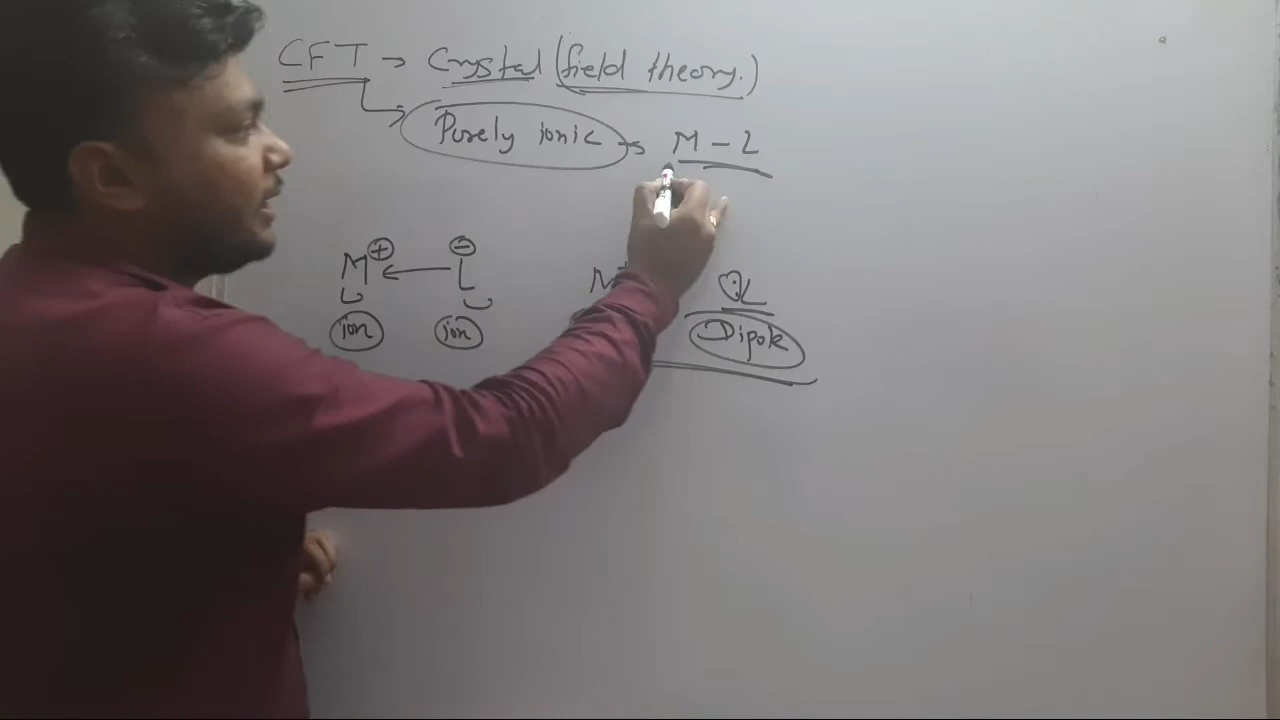 CFT → Crystal (field theory.)
Purely ionic → M - L
M⊕ ← L⊖ M+ L
ion ion Dipole